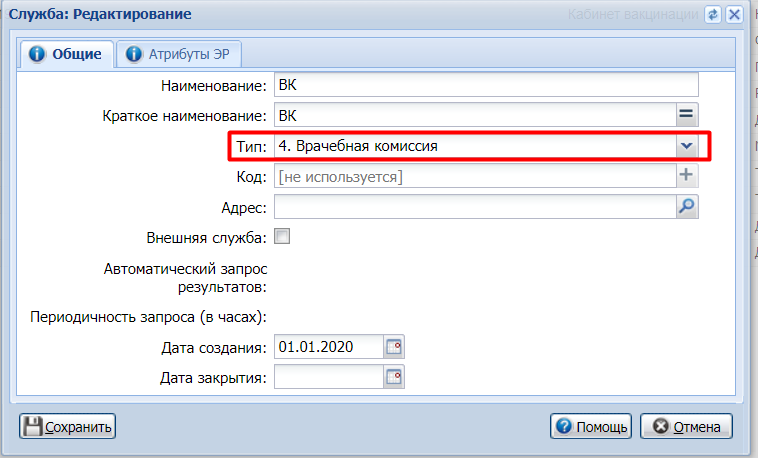 Служба: Редактирование
Кабинет вакцинации
Общие
Атрибуты ЭР
Наименование: ВК
Краткое наименование: ВК
Тип: 4. Врачебная комиссия
Код: [не используется]
Адрес:
Внешняя служба:
Автоматический запрос
результатов:
Периодичность запроса (в часах):
Дата создания: 01.01.2020
Дата закрытия:
Сохранить
Помощь
Отмена